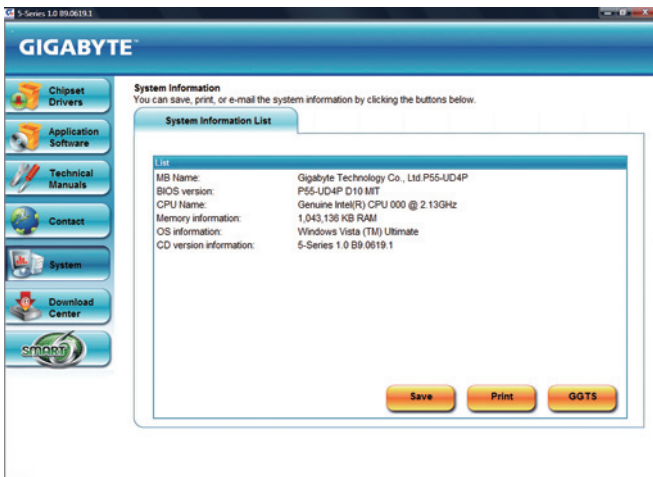 5-Series 1.0 B9.0619.1
GIGABYTE™
Chipset
Drivers
Application
Software
Technical
Manuals
Contact
System
Download
Center
SMART 6
System Information
You can save, print, or e-mail the system information by clicking the buttons below.
System Information List
List
MB Name: Gigabyte Technology Co., Ltd.P55-UD4P
BIOS version: P55-UD4P D10 MIT
CPU Name: Genuine Intel(R) CPU 000 @ 2.13GHz
Memory information: 1,043,136 KB RAM
OS information: Windows Vista (TM) Ultimate
CD version information: 5-Series 1.0 B9.0619.1
Save Print GGTS